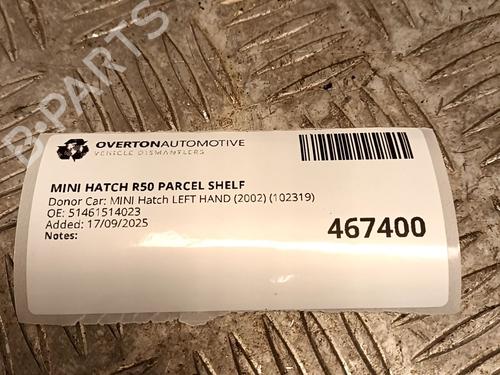 B-PARTS
OVERTONAUTOMOTIVE
VEHICLE DISMANTLERS
MINI HATCH R50 PARCEL SHELF
Donor Car: MINI Hatch LEFT HAND (2002) (102319)
OE: 51461514023
Added: 17/09/2025
Notes:
467400